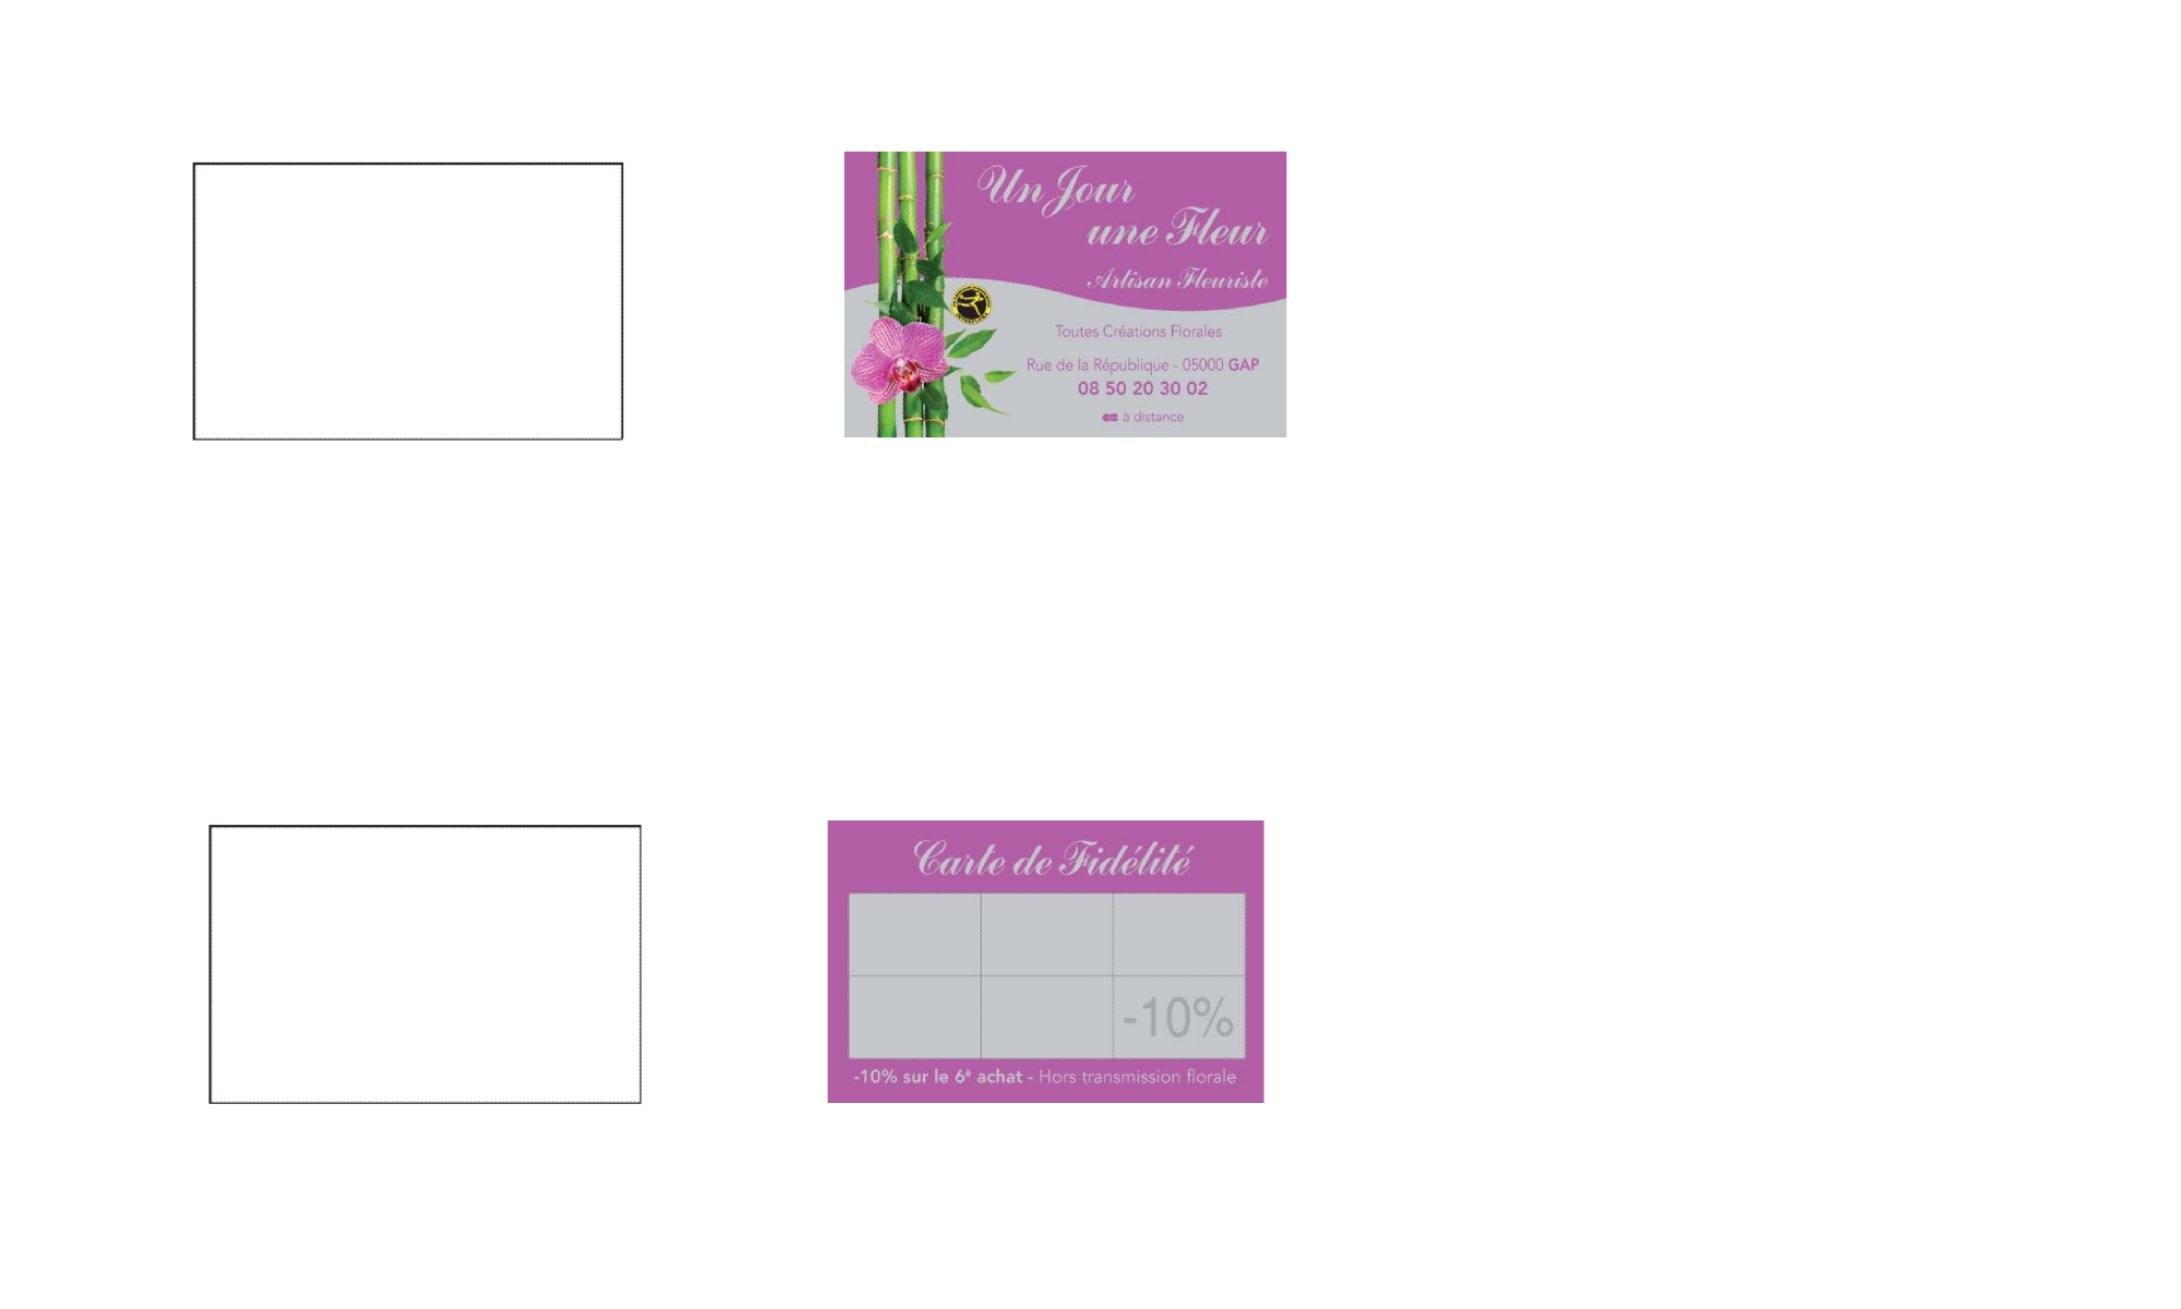 Un Jour
une Fleur
Artisan Fleuriste
Toutes Créations Florales
Rue de la République - 05000 GAP
08 50 20 30 02
à distance
Carte de Fidélité
-10%
-10% sur le 6e achat - Hors transmission florale